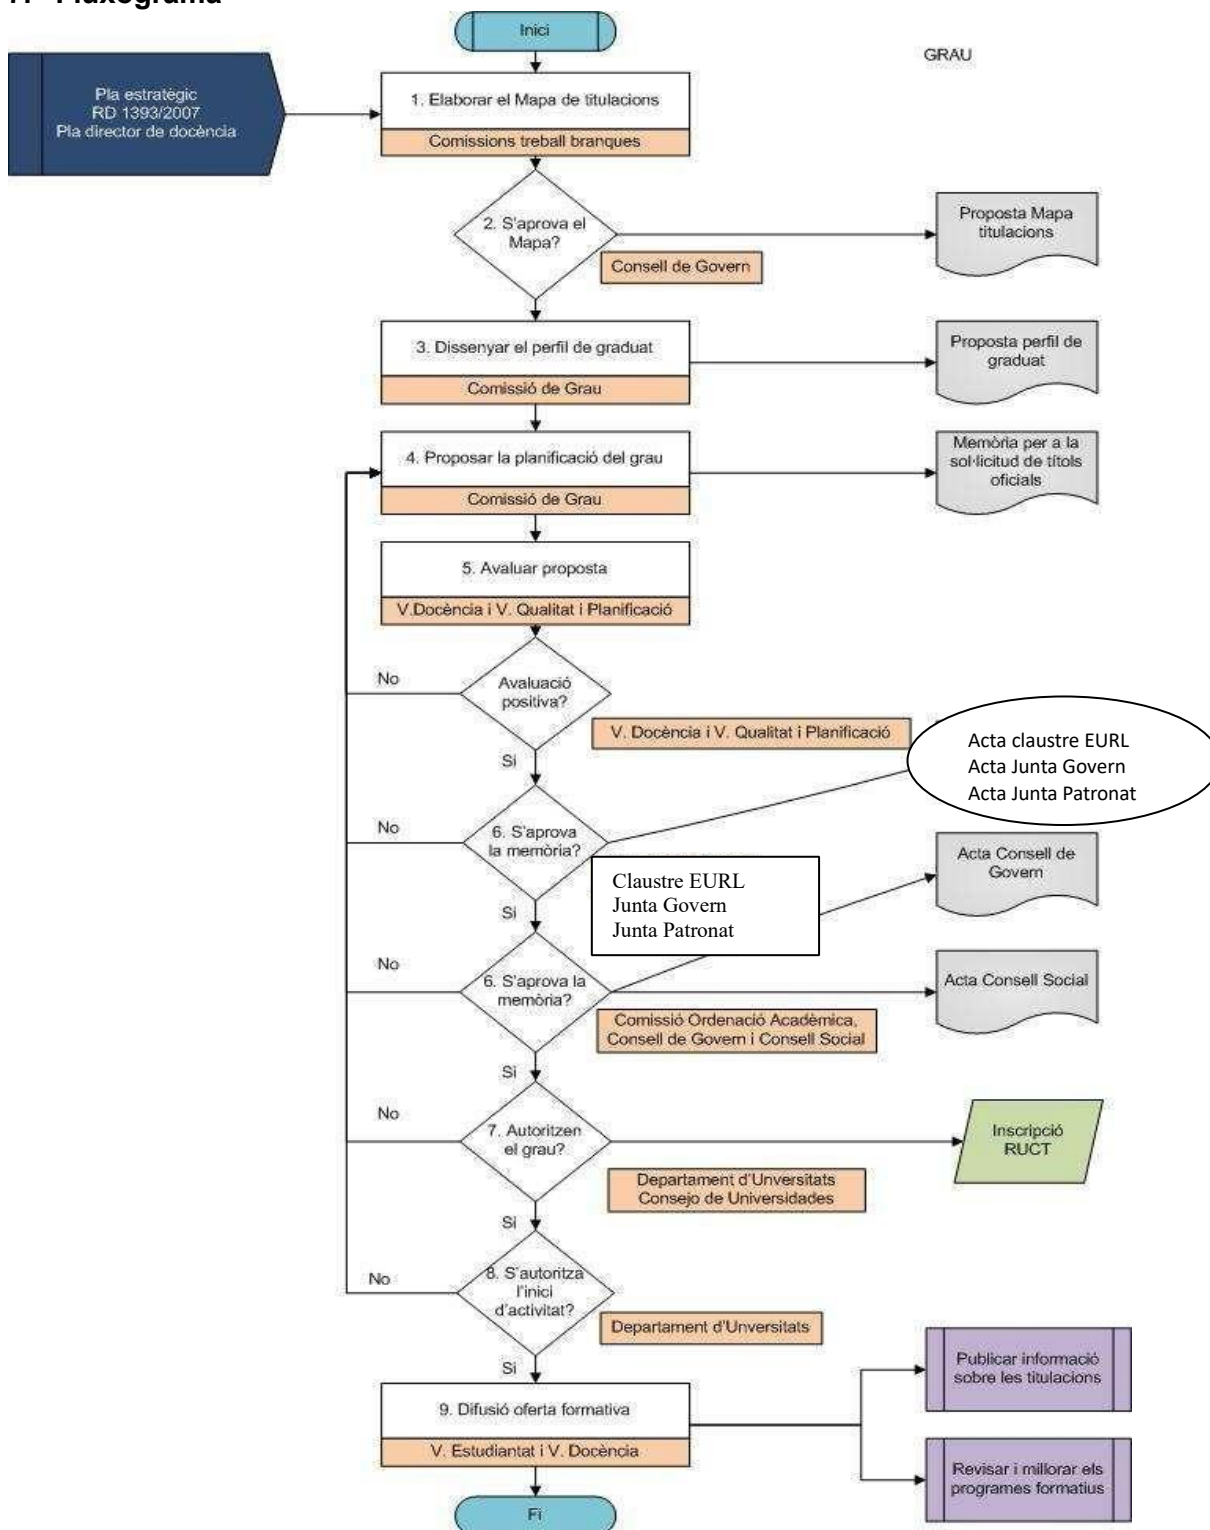 Inici
GRAU
Pla estratègic
RD 1393/2007
Pla director de docència
1. Elaborar el Mapa de titulacions
Comissions treball branques
2. S'aprova el
Mapa?
Consell de Govern
Proposta Mapa
titulacions
3. Dissenyar el perfil de graduat
Comissió de Grau
Proposta perfil de
graduat
4. Proposar la planificació del grau
Comissió de Grau
Memòria per a la
sol·licitud de títols
oficials
5. Avaluar proposta
V.Docència i V. Qualitat i Planificació
No
Avaluació
positiva?
V. Docència i V. Qualitat i Planificació
Acta claustre EURL
Acta Junta Govern
Acta Junta Patronat
Si
No
6. S'aprova
la memòria?
Acta Consell de
Govern
Claustre EURL
Junta Govern
Junta Patronat
Si
No
6. S'aprova la
memòria?
Acta Consell Social
Comissió Ordenació Acadèmica,
Consell de Govern i Consell Social
Si
No
7. Autoritzen
el grau?
Inscripció
RUCT
Departament d'Unversitats
Consejo de Universidades
Si
No
8. S'autoritza
l'inici
d'activitat?
Departament d'Unversitats
Si
Publicar informació
sobre les titulacions
9. Difusió oferta formativa
V. Estudiantat i V. Docència
Revisar i millorar els
programes formatius
Fi